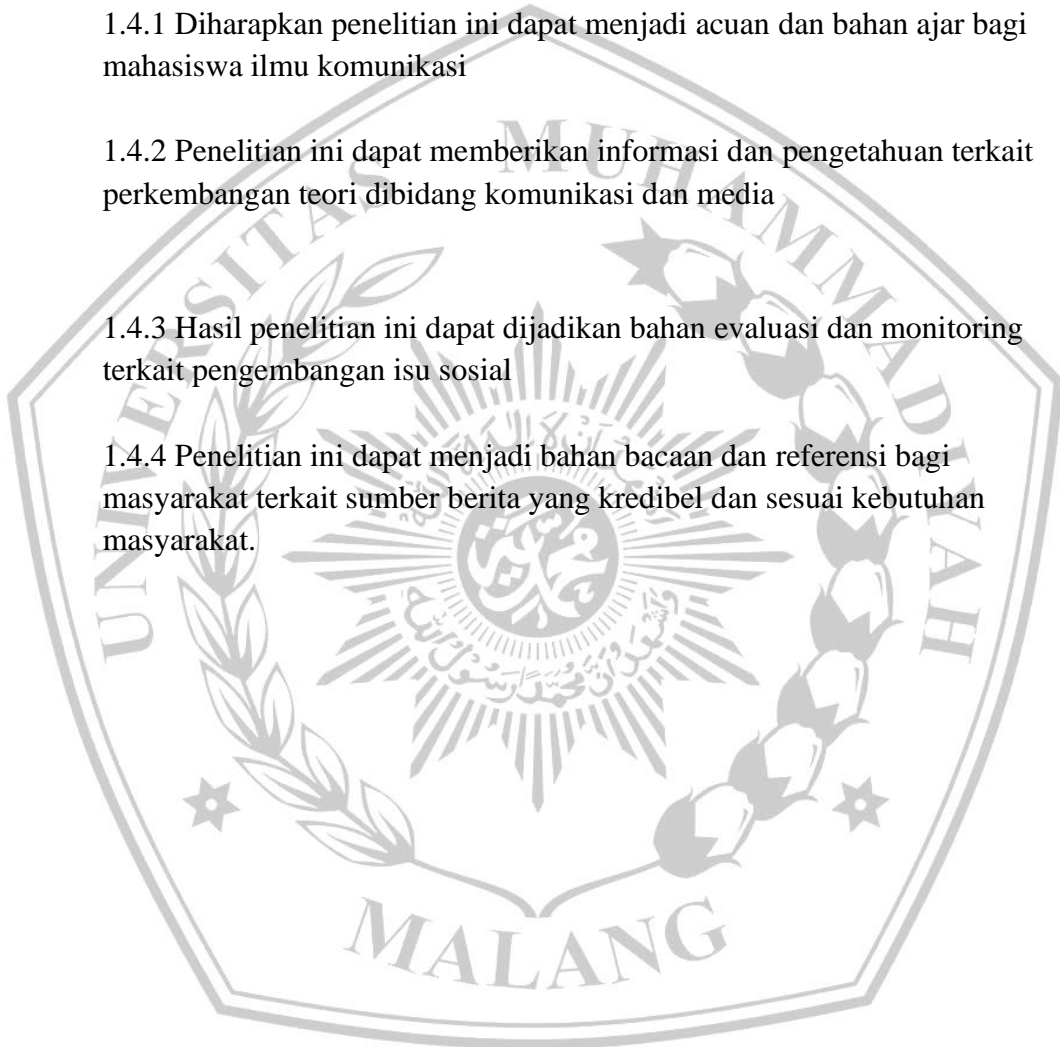 1.4.1 Diharapkan penelitian ini dapat menjadi acuan dan bahan ajar bagi
mahasiswa ilmu komunikasi
1.4.2 Penelitian ini dapat memberikan informasi dan pengetahuan terkait
perkembangan teori dibidang komunikasi dan media
1.4.3 Hasil penelitian ini dapat dijadikan bahan evaluasi dan monitoring
terkait pengembangan isu sosial
1.4.4 Penelitian ini dapat menjadi bahan bacaan dan referensi bagi
masyarakat terkait sumber berita yang kredibel dan sesuai kebutuhan
masyarakat.
UNIVERSITAS MUHAMMADIYAH
MALANG